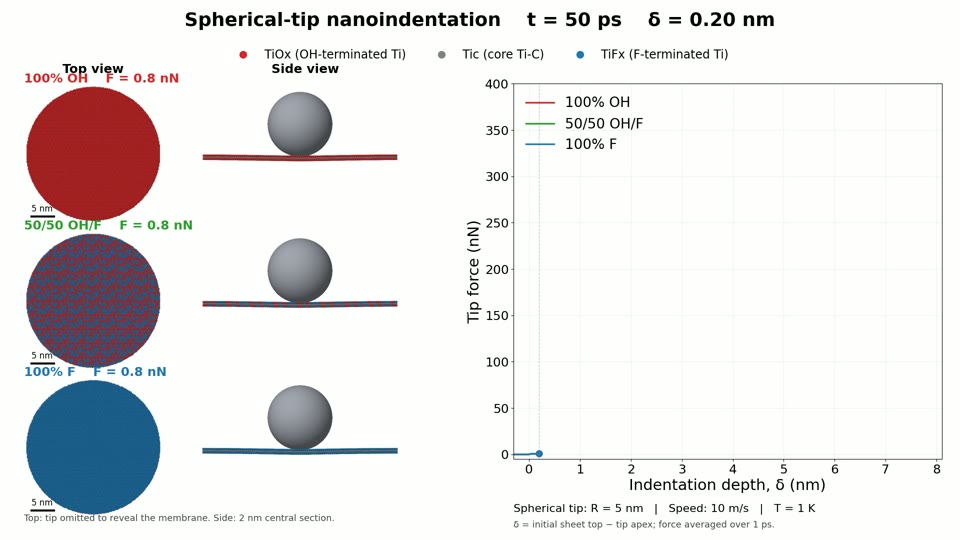 Spherical-tip nanoindentation t = 50 ps δ = 0.20 nm
TiOx (OH-terminated Ti) Tic (core Ti-C) TiFx (F-terminated Ti)
Top view Side view
100% OH F = 0.8 nN
5 nm
50/50 OH/F F = 0.8 nN
5 nm
100% F F = 0.8 nN
5 nm
Top: tip omitted to reveal the membrane. Side: 2 nm central section.
400
350
300
250
200
150
100
50
0
Tip force (nN)
100% OH
50/50 OH/F
100% F
0 1 2 3 4 5 6 7 8
Indentation depth, δ (nm)
Spherical tip: R = 5 nm | Speed: 10 m/s | T = 1 K
δ = initial sheet top − tip apex; force averaged over 1 ps.